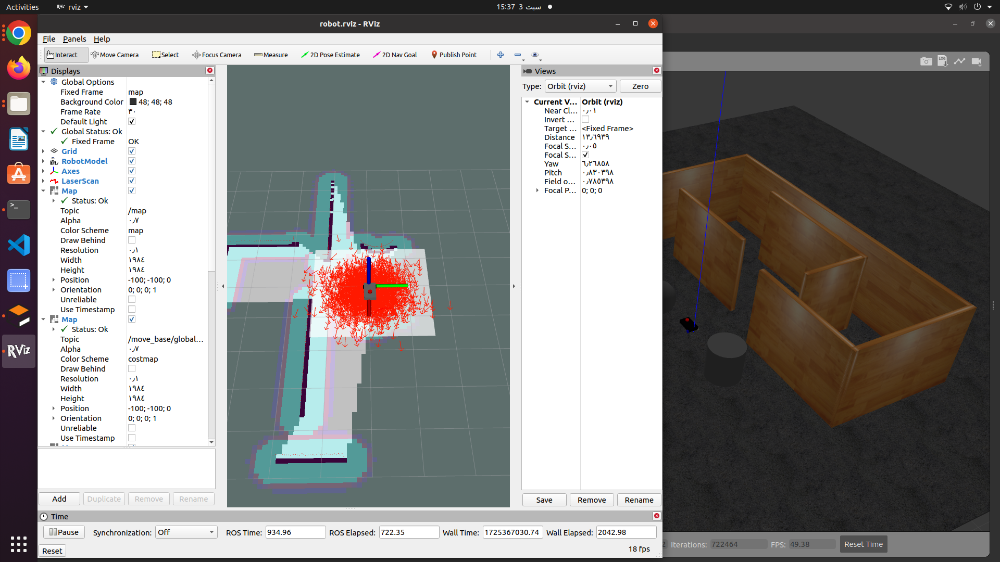 Activities
rviz
15:37 3 سبت
robot.rviz - RViz
File Panels Help
Interact Move Camera Select Focus Camera Measure 2D Pose Estimate 2D Nav Goal Publish Point
Displays
Global Options
Fixed Frame map
Background Color 48; 48; 48
Frame Rate ٣٠
Default Light
Global Status: Ok
Fixed Frame OK
Grid
RobotModel
Axes
LaserScan
Map
Status: Ok
Topic /map
Alpha ٠٫٧
Color Scheme map
Draw Behind
Resolution ٠٫١
Width ١٩٨٤
Height ١٩٨٤
Position -100; -100; 0
Orientation 0; 0; 0; 1
Unreliable
Use Timestamp
Map
Status: Ok
Topic /move_base/global...
Alpha ٠٫٧
Color Scheme costmap
Draw Behind
Resolution ٠٫١
Width ١٩٨٤
Height ١٩٨٤
Position -100; -100; 0
Orientation 0; 0; 0; 1
Unreliable
Use Timestamp
Add Duplicate Remove Rename
Views
Type: Orbit (rviz) Zero
Current V... Orbit (rviz)
Near Cl... ٠٫٠١
Invert ...
Target ... <Fixed Frame>
Distance ١٣٫٦٩٣٩
Focal S... ٠٫٠٥
Focal S...
Yaw ٦٫٢٦٨٥٨
Pitch ٠٫٨٣٠٣٩٨
Field o... ٠٫٧٨٥٣٩٨
Focal P... 0; 0; 0
Save Remove Rename
Time
Pause Synchronization: Off ROS Time: 934.96 ROS Elapsed: 722.35 Wall Time: 1725367030.74 Wall Elapsed: 2042.98
Reset
18 fps
LOG
RViz
2 Iterations: 722464 FPS: 49.38 Reset Time